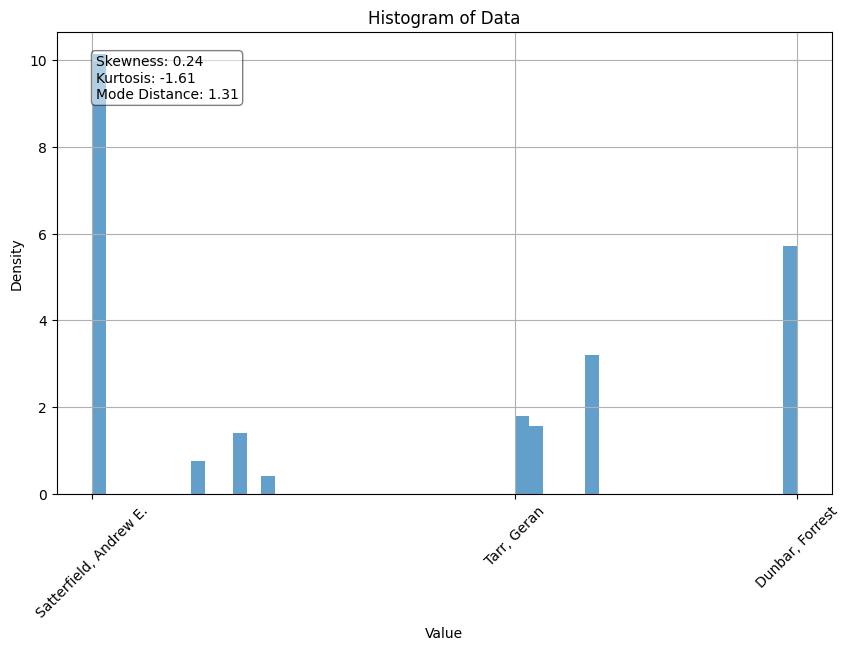 Histogram of Data
Skewness: 0.24
Kurtosis: -1.61
Mode Distance: 1.31
10
8
6
4
2
0
Density
Satterfield, Andrew E.
Tarr, Geran
Dunbar, Forrest
Value